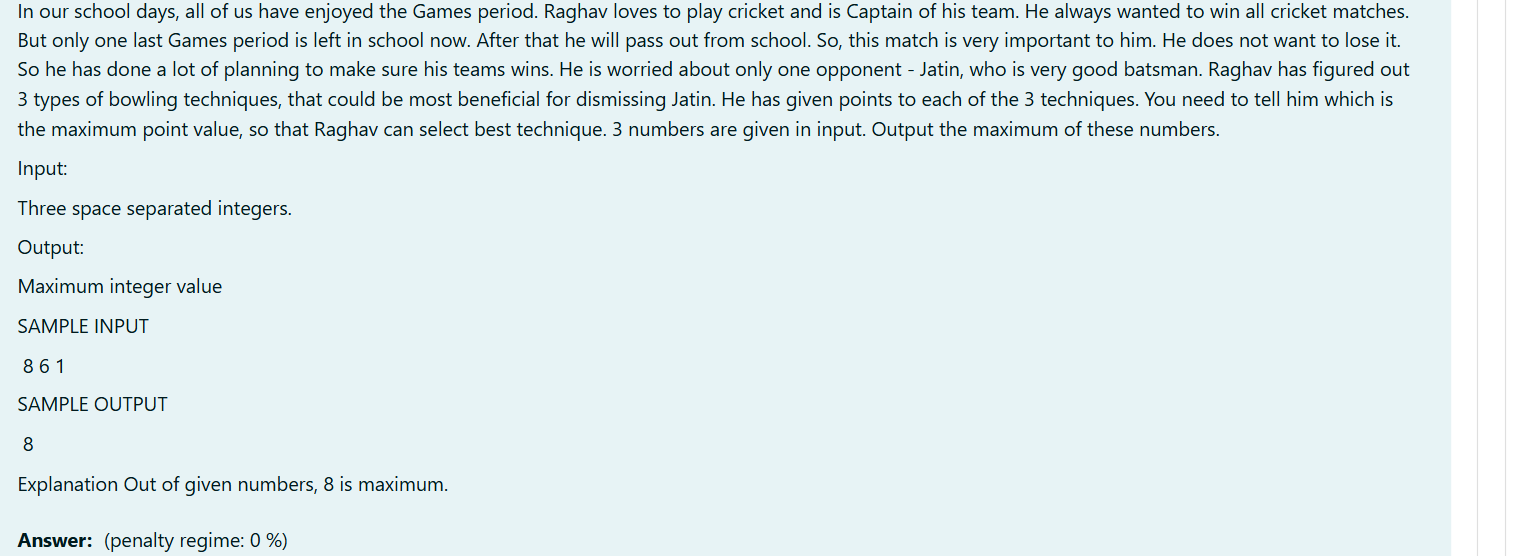 In our school days, all of us have enjoyed the Games period. Raghav loves to play cricket and is Captain of his team. He always wanted to win all cricket matches.
But only one last Games period is left in school now. After that he will pass out from school. So, this match is very important to him. He does not want to lose it.
So he has done a lot of planning to make sure his teams wins. He is worried about only one opponent - Jatin, who is very good batsman. Raghav has figured out
3 types of bowling techniques, that could be most beneficial for dismissing Jatin. He has given points to each of the 3 techniques. You need to tell him which is
the maximum point value, so that Raghav can select best technique. 3 numbers are given in input. Output the maximum of these numbers.
Input:
Three space separated integers.
Output:
Maximum integer value
SAMPLE INPUT
8 6 1
SAMPLE OUTPUT
8
Explanation Out of given numbers, 8 is maximum.
Answer: (penalty regime: 0 %)